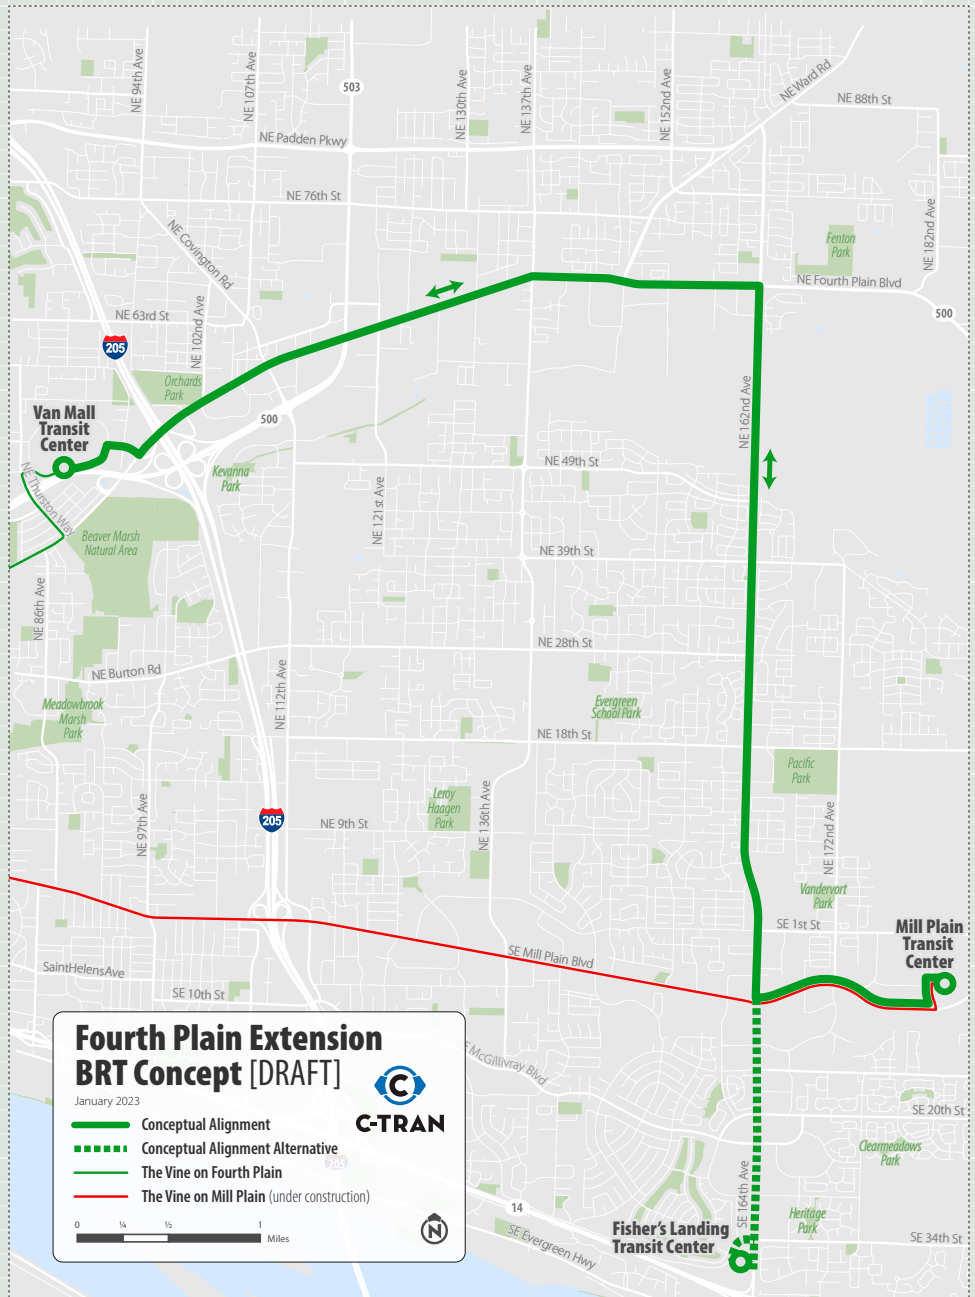 NE 94th Ave
NE 107th Ave
503
NE 130th Ave
NE 137th Ave
NE 152nd Ave
NE Ward Rd
NE 88th St
NE Padden Pkwy
NE 76th St
NE Covington Rd
NE 182nd Ave
Fenton
Park
NE Fourth Plain Blvd
500
NE 63rd St
NE 102nd Ave
205
Orchards
Park
NE 162nd Ave
Van Mall
Transit
Center
500
NE 49th St
Kevanna
Park
NE Thurston Way
NE 121st Ave
Beaver Marsh
Natural Area
NE 39th St
NE 86th Ave
NE 28th St
NE Burton Rd
NE 112th Ave
Meadowbrook
Marsh
Park
Evergreen
School Park
NE 18th St
Pacific
Park
Leroy
Haagen
Park
NE 136th Ave
NE 97th Ave
205
NE 9th St
NE 172nd Ave
Vandervort
Park
SE 1st St
Mill Plain
Transit
Center
SE Mill Plain Blvd
SaintHelensAve
SE 10th St
E McGillivray Blvd
SE 20th St
Clearmeadows
Park
SE 164th Ave
14
Heritage
Park
Fisher's Landing
Transit Center
SE Evergreen Hwy
SE 34th St
Fourth Plain Extension
BRT Concept [DRAFT]
January 2023
C
C-TRAN
Conceptual Alignment
Conceptual Alignment Alternative
The Vine on Fourth Plain
205
The Vine on Mill Plain (under construction)
0 ¼ ½ 1
Miles
N